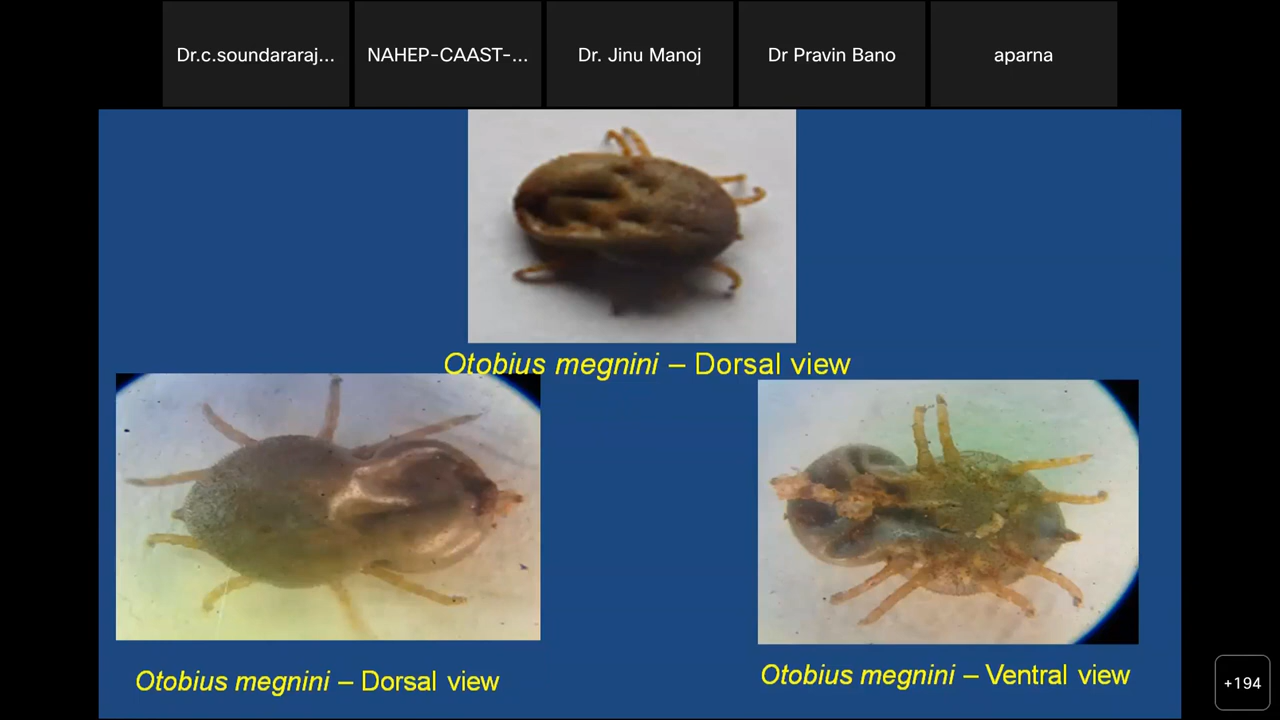 Dr.c.soundararaj...
NAHEP-CAAST-...
Dr. Jinu Manoj
Dr Pravin Bano
aparna
Otobius megnini – Dorsal view
Otobius megnini – Dorsal view
Otobius megnini – Ventral view
+194